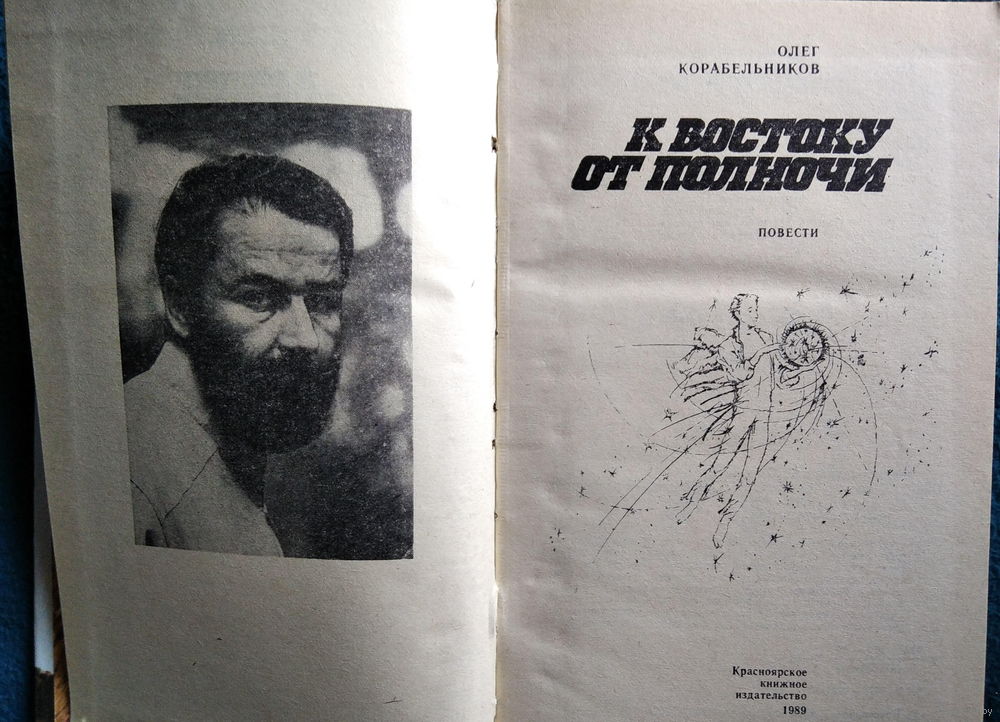 ОЛЕГ
КОРАБЕЛЬНИКОВ
К ВОСТОКУ
ОТ ПОЛНОЧИ
ПОВЕСТИ
Красноярское
книжное
издательство
1989